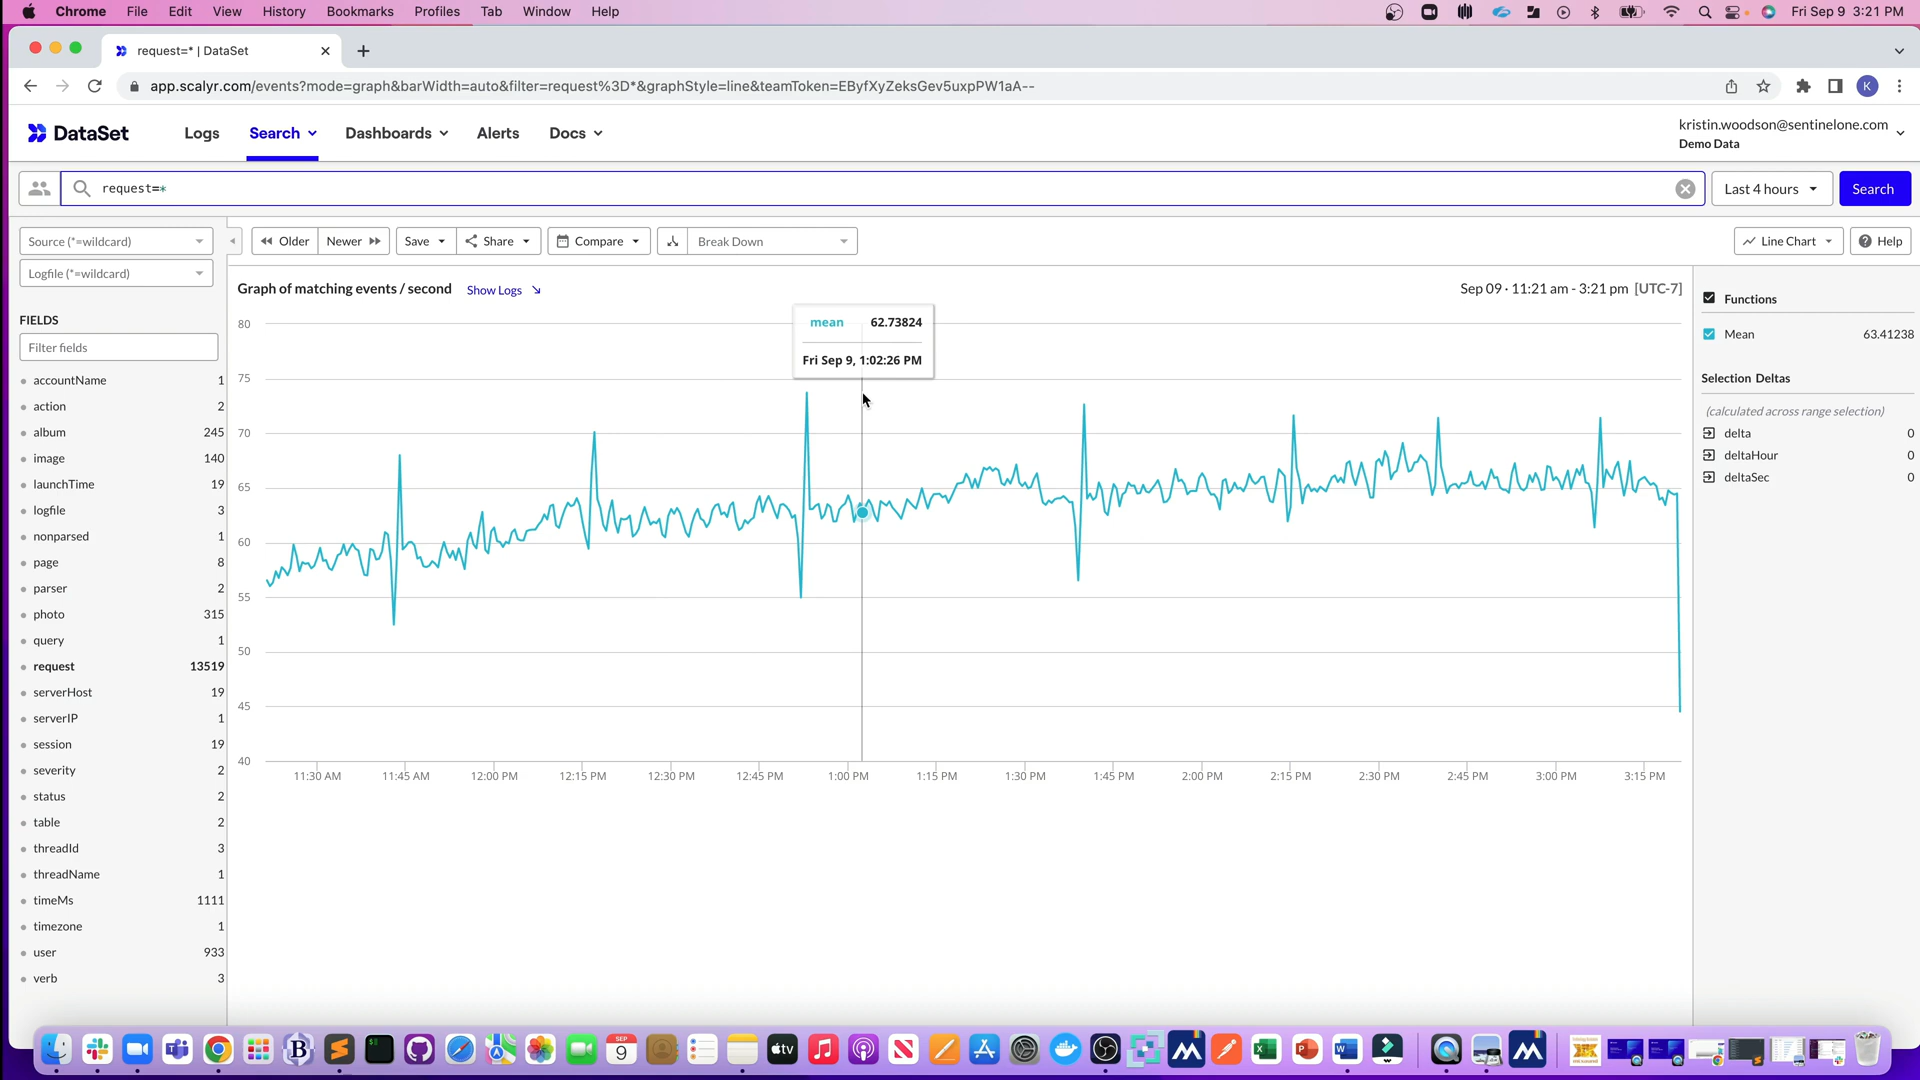 Chrome File Edit View History Bookmarks Profiles Tab Window Help Fri Sep 9 3:21 PM
request=* | DataSet
app.scalyr.com/events?mode=graph&barWidth=auto&filter=request%3D*&graphStyle=line&teamToken=EByfXyZeksGev5uxpPW1aA--
K
DataSet Logs Search Dashboards Alerts Docs
kristin.woodson@sentinelone.com
Demo Data
request=*
Last 4 hours
Search
Source (*=wildcard)
Logfile (*=wildcard)
Older Newer Save Share Compare Break Down
Line Chart Help
FIELDS
Filter fields
accountName 1
action 2
album 245
image 140
launchTime 19
logfile 3
nonparsed 1
page 8
parser 2
photo 315
query 1
request 13519
serverHost 19
serverIP 1
session 19
severity 2
status 2
table 2
threadId 3
threadName 1
timeMs 1111
timezone 1
user 933
verb 3
Graph of matching events / second Show Logs
Sep 09 · 11:21 am - 3:21 pm [UTC-7]
mean 62.73824
Fri Sep 9, 1:02:26 PM
80
75
70
65
60
55
50
45
40
11:30 AM 11:45 AM 12:00 PM 12:15 PM 12:30 PM 12:45 PM 1:00 PM 1:15 PM 1:30 PM 1:45 PM 2:00 PM 2:15 PM 2:30 PM 2:45 PM 3:00 PM 3:15 PM
Functions
Mean 63.41238
Selection Deltas
(calculated across range selection)
delta 0
deltaHour 0
deltaSec 0
B
$
SEP
9
tv
X
P
W